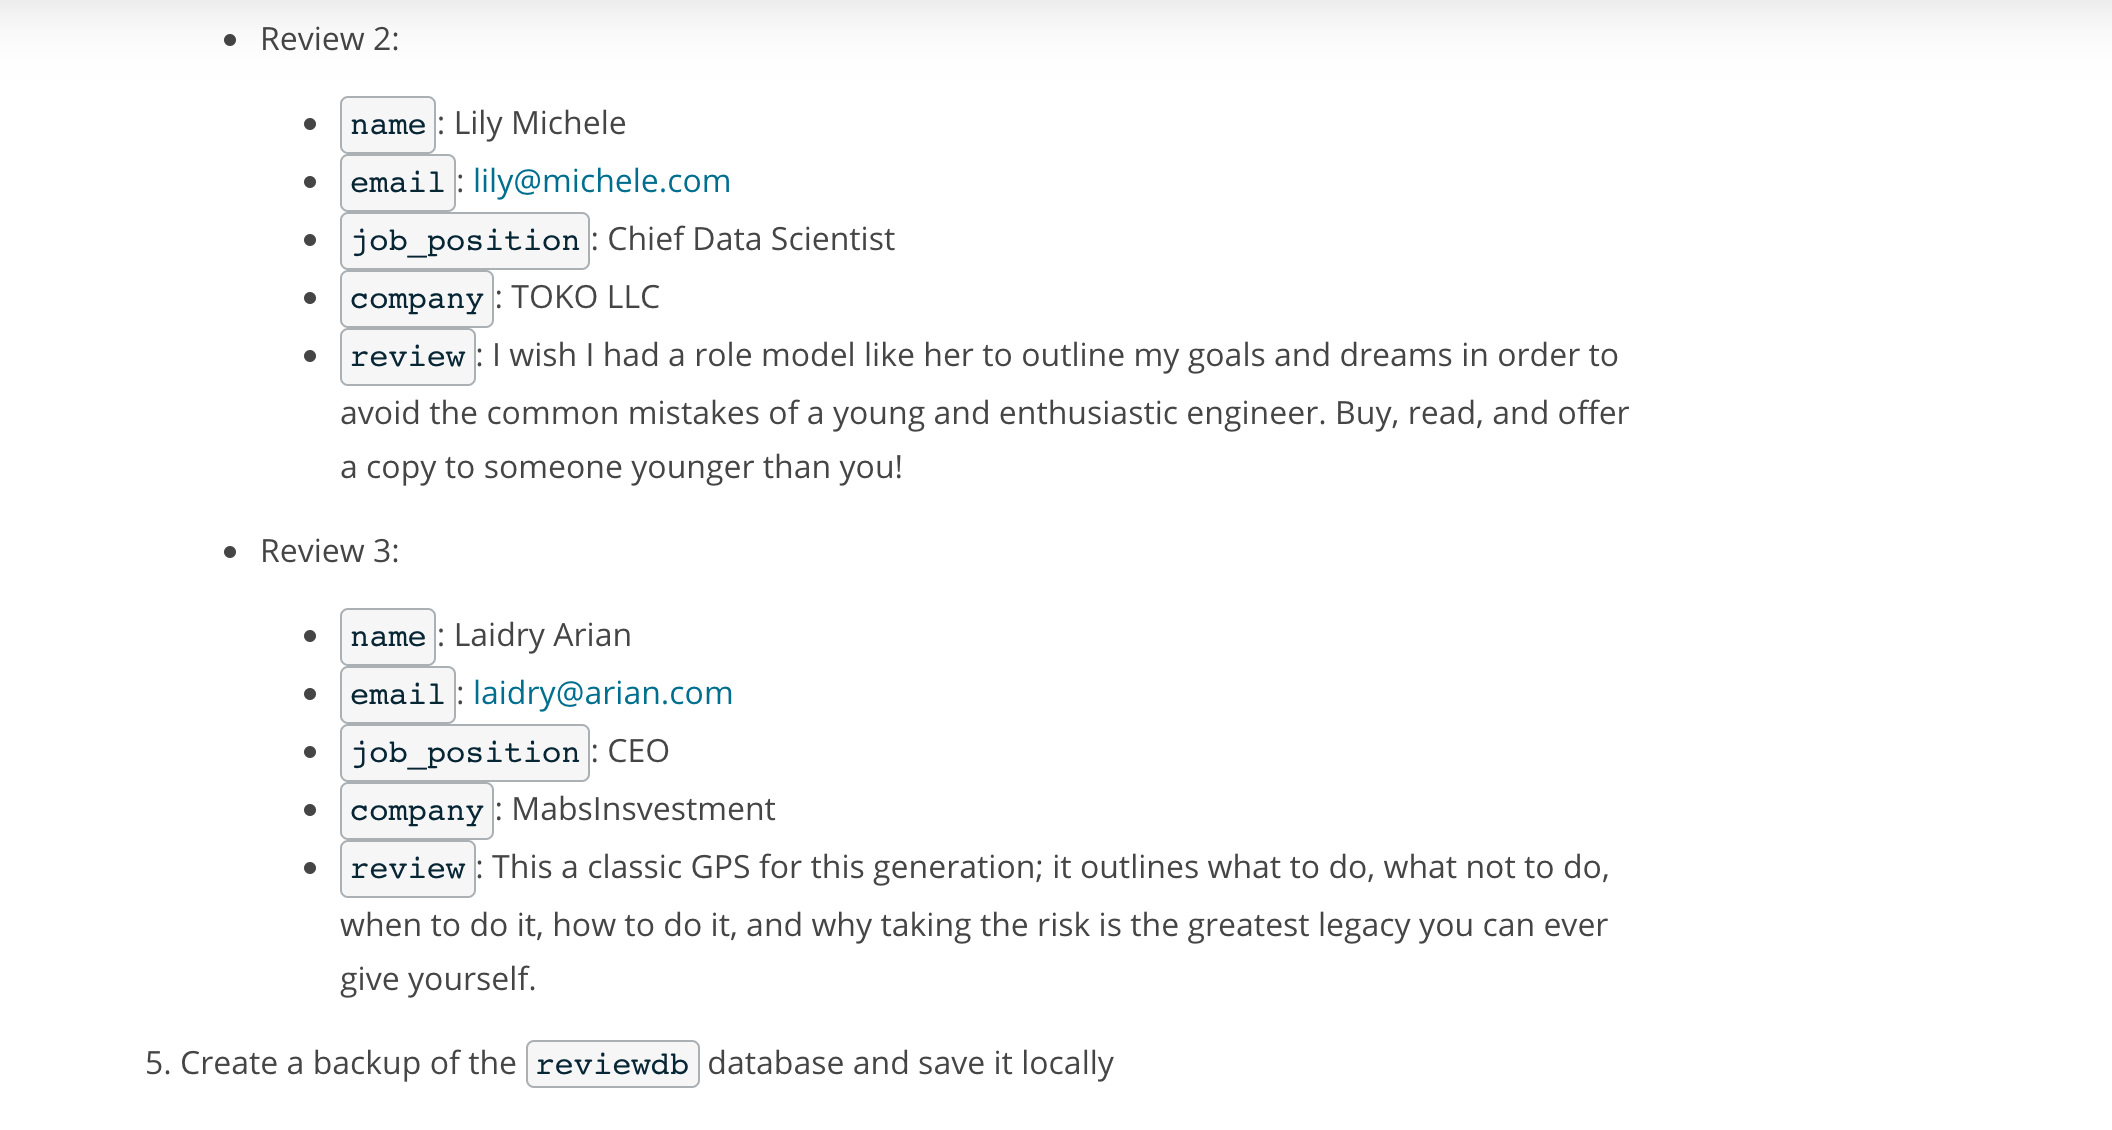 Review 2:
name: Lily Michele
email: lily@michele.com
job_position: Chief Data Scientist
company: TOKO LLC
review: I wish I had a role model like her to outline my goals and dreams in order to
avoid the common mistakes of a young and enthusiastic engineer. Buy, read, and offer
a copy to someone younger than you!
Review 3:
name: Laidry Arian
email: laidry@arian.com
job_position: CEO
company: MabsInsvestment
review: This a classic GPS for this generation; it outlines what to do, what not to do,
when to do it, how to do it, and why taking the risk is the greatest legacy you can ever
give yourself.
5. Create a backup of the reviewdb database and save it locally